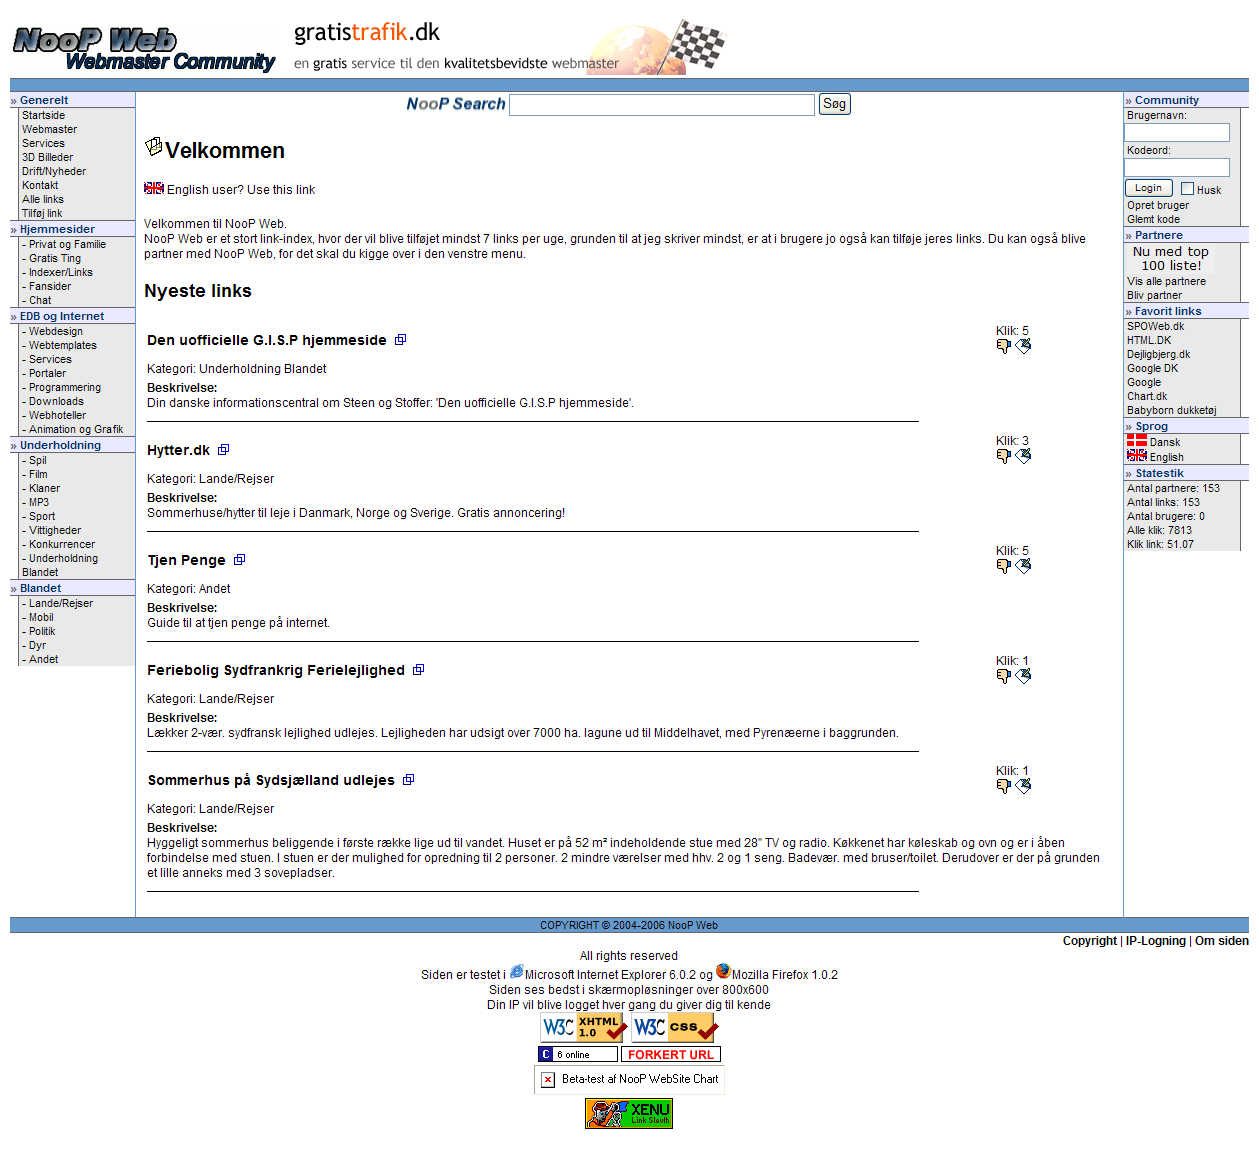 NooP Web
Webmaster Community
gratistrafik.dk
en gratis service til den kvalitetsbevidste webmaster
» Generelt
Startside
Webmaster
Services
3D Billeder
Drift/Nyheder
Kontakt
Alle links
Tilføj link
» Hjemmesider
- Privat og Familie
- Gratis Ting
- Indexer/Links
- Fansider
- Chat
» EDB og Internet
- Webdesign
- Webtemplates
- Services
- Portaler
- Programmering
- Downloads
- Webhoteller
- Animation og Grafik
» Underholdning
- Spil
- Film
- Klaner
- MP3
- Sport
- Vittigheder
- Konkurrencer
- Underholdning
Blandet
» Blandet
- Lande/Rejser
- Mobil
- Politik
- Dyr
- Andet
NooP Search Søg
Velkommen
English user? Use this link
Velkommen til NooP Web.
NooP Web er et stort link-index, hvor der vil blive tilføjet mindst 7 links per uge, grunden til at jeg skriver mindst, er at i brugere jo også kan tilføje jeres links. Du kan også blive
partner med NooP Web, for det skal du kigge over i den venstre menu.
Nyeste links
Den uofficielle G.I.S.P hjemmeside
Klik: 5
Kategori: Underholdning Blandet
Beskrivelse:
Din danske informationscentral om Steen og Stoffer: 'Den uofficielle G.I.S.P hjemmeside'.
Hytter.dk
Klik: 3
Kategori: Lande/Rejser
Beskrivelse:
Sommerhuse/hytter til leje i Danmark, Norge og Sverige. Gratis annoncering!
Tjen Penge
Klik: 5
Kategori: Andet
Beskrivelse:
Guide til at tjen penge på internet.
Feriebolig Sydfrankrig Ferielejlighed
Klik: 1
Kategori: Lande/Rejser
Beskrivelse:
Lækker 2-vær. sydfransk lejlighed udlejes. Lejligheden har udsigt over 7000 ha. lagune ud til Middelhavet, med Pyrenæerne i baggrunden.
Sommerhus på Sydsjælland udlejes
Klik: 1
Kategori: Lande/Rejser
Beskrivelse:
Hyggeligt sommerhus beliggende i første række lige ud til vandet. Huset er på 52 m² indeholdende stue med 28" TV og radio. Køkkenet har køleskab og ovn og er i åben
forbindelse med stuen. I stuen er der mulighed for opredning til 2 personer. 2 mindre værelser med hhv. 2 og 1 seng. Badevær. med bruser/toilet. Derudover er der på grunden
et lille anneks med 3 sovepladser.
» Community
Brugernavn:
Kodeord:
Login Husk
Opret bruger
Glemt kode
» Partnere
Nu med top
100 liste!
Vis alle partnere
Bliv partner
» Favorit links
SPOWeb.dk
HTML.DK
Dejligbjerg.dk
Google DK
Google
Chart.dk
Babyborn dukketøj
» Sprog
Dansk
English
» Statestik
Antal partnere: 153
Antal links: 153
Antal brugere: 0
Alle klik: 7813
Klik link: 51.07
COPYRIGHT © 2004-2006 NooP Web
Copyright | IP-Logning | Om siden
All rights reserved
Siden er testet i Microsoft Internet Explorer 6.0.2 og Mozilla Firefox 1.0.2
Siden ses bedst i skærmopløsninger over 800x600
Din IP vil blive logget hver gang du giver dig til kende
W3C XHTML 1.0 W3C CSS
C 6 online FORKERT URL
Beta-test af NooP WebSite Chart
XENU
Link Sleuth